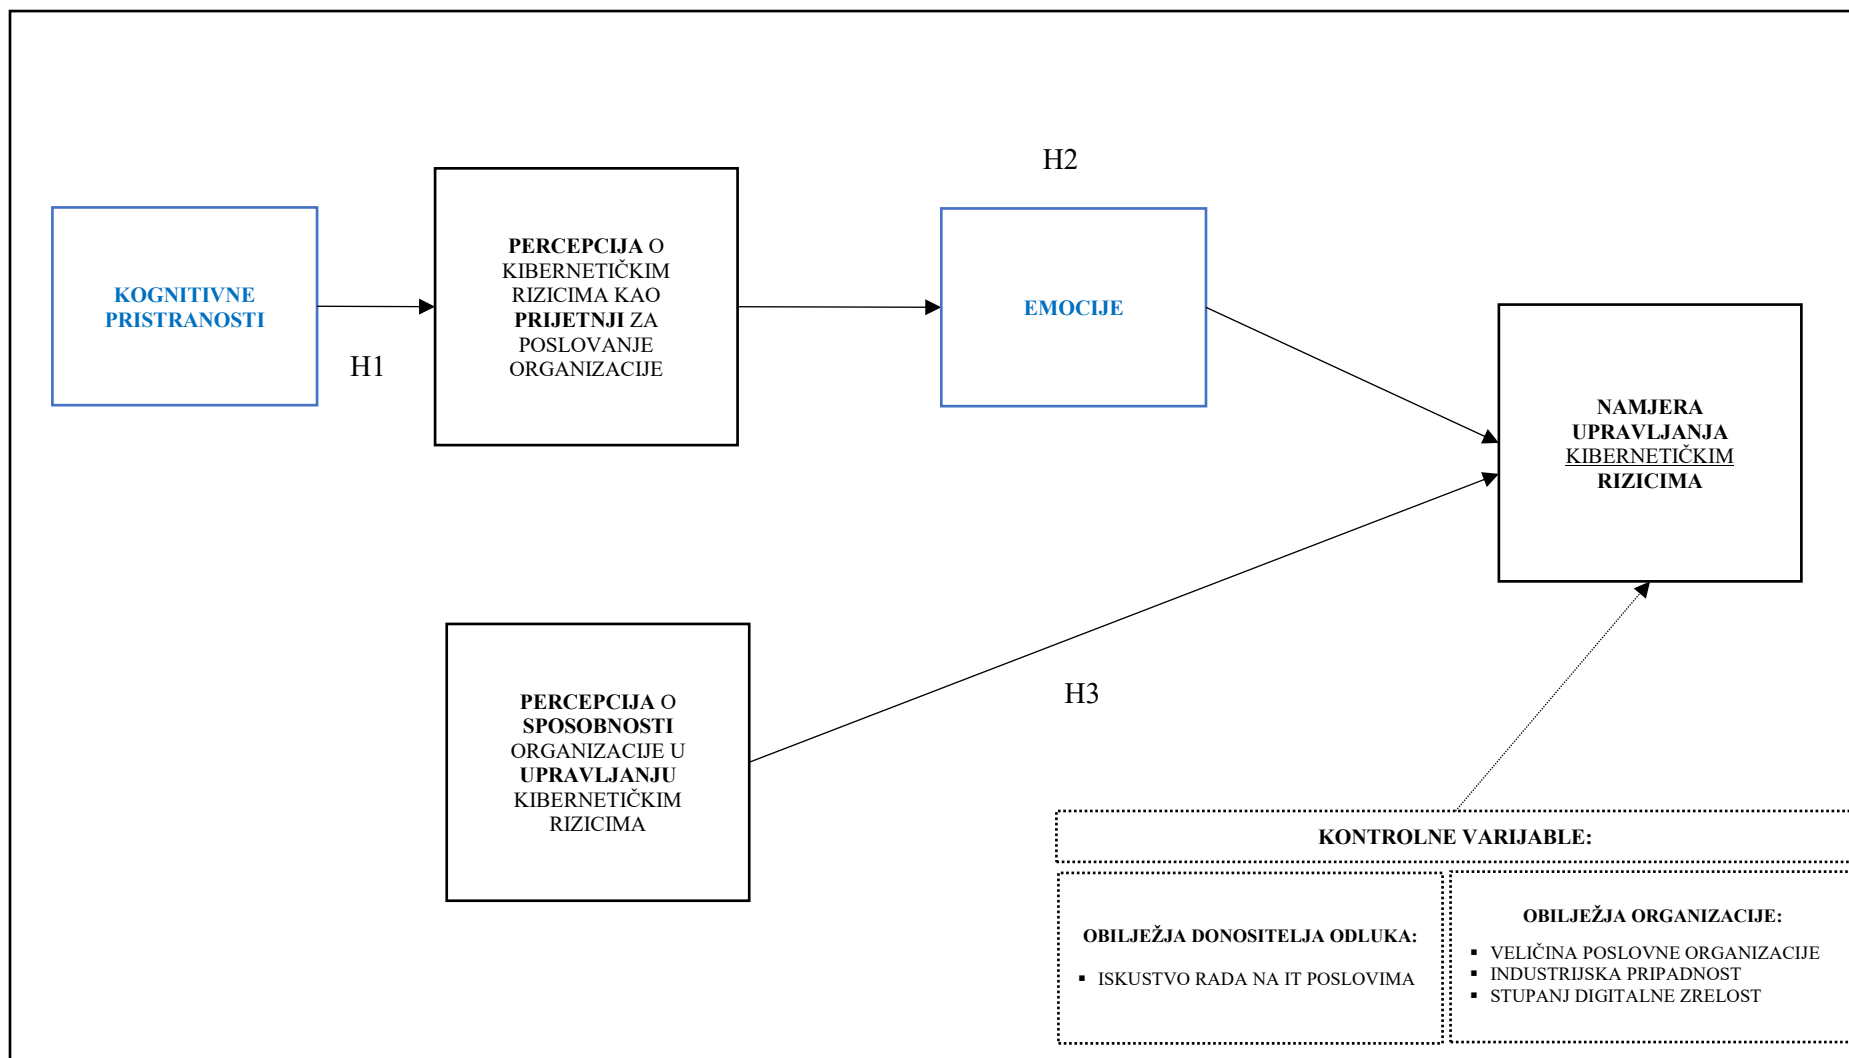 H2
KOGNITIVNE
PRISTRANOSTI
H1
PERCEPCIJA O
KIBERNETIČKIM
RIZICIMA KAO
PRIJETNJI ZA
POSLOVANJE
ORGANIZACIJE
EMOCIJE
NAMJERA
UPRAVLJANJA
KIBERNETIČKIM
RIZICIMA
PERCEPCIJA O
SPOSOBNOSTI
ORGANIZACIJE U
UPRAVLJANJU
KIBERNETIČKIM
RIZICIMA
H3
KONTROLNE VARIJABLE:
OBILJEŽJA DONOSITELJA ODLUKA:
▪ ISKUSTVO RADA NA IT POSLOVIMA
OBILJEŽJA ORGANIZACIJE:
▪ VELIČINA POSLOVNE ORGANIZACIJE
▪ INDUSTRIJSKA PRIPADNOST
▪ STUPANJ DIGITALNE ZRELOST